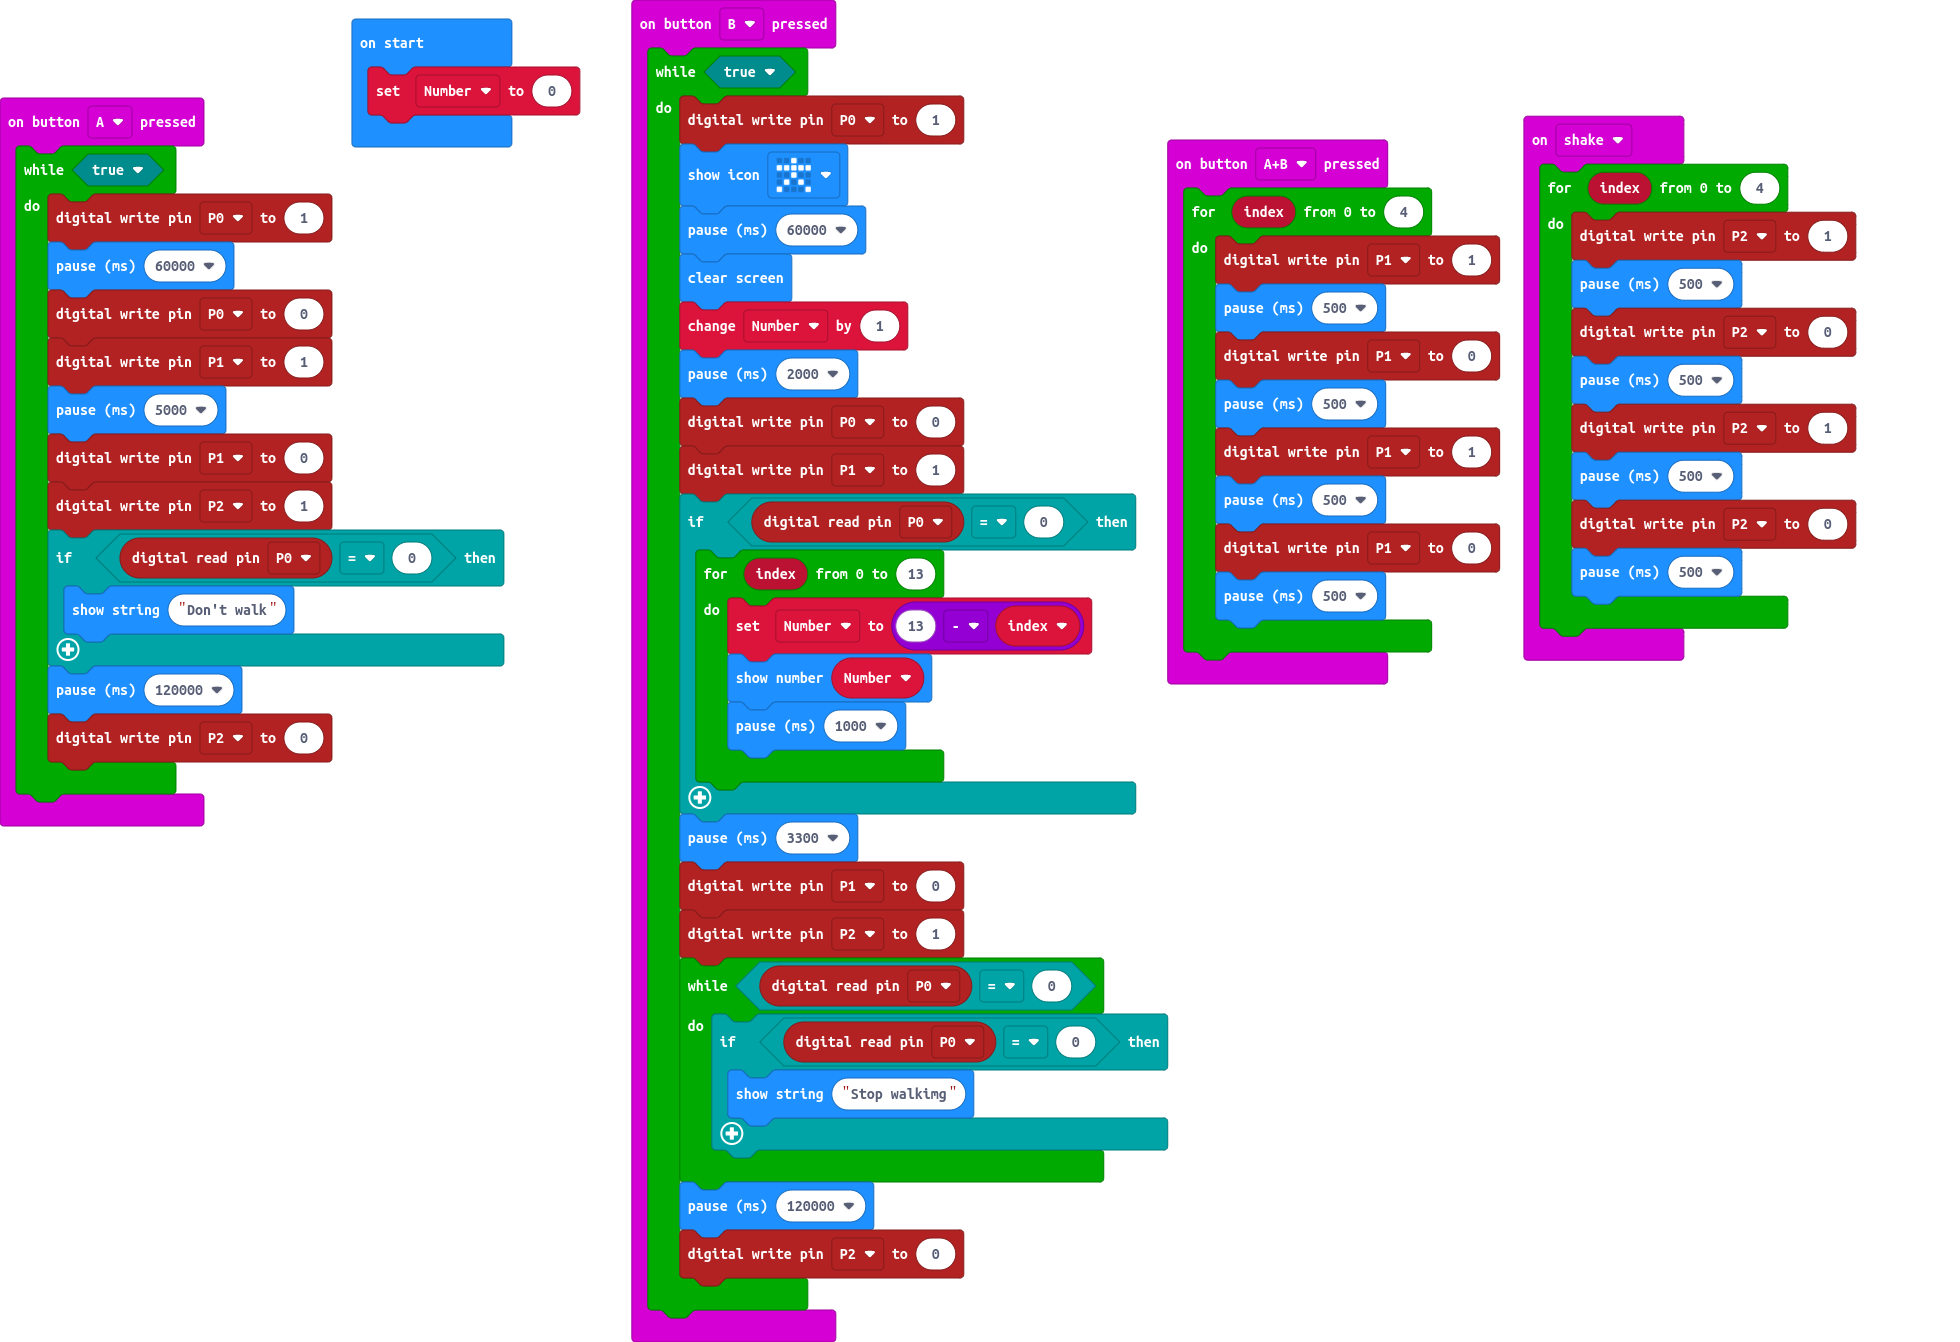 on start
set Number to 0
on button A pressed
while true
do
digital write pin P0 to 1
pause (ms) 60000
digital write pin P0 to 0
digital write pin P1 to 1
pause (ms) 5000
digital write pin P1 to 0
digital write pin P2 to 1
if digital read pin P0 = 0 then
show string "Don't walk"
pause (ms) 120000
digital write pin P2 to 0
on button B pressed
while true
do
digital write pin P0 to 1
show icon
pause (ms) 60000
clear screen
change Number by 1
pause (ms) 2000
digital write pin P0 to 0
digital write pin P1 to 1
if digital read pin P0 = 0 then
for index from 0 to 13
do
set Number to 13 - index
show number Number
pause (ms) 1000
pause (ms) 3300
digital write pin P1 to 0
digital write pin P2 to 1
while digital read pin P0 = 0
do
if digital read pin P0 = 0 then
show string "Stop walkimg"
pause (ms) 120000
digital write pin P2 to 0
on button A+B pressed
for index from 0 to 4
do
digital write pin P1 to 1
pause (ms) 500
digital write pin P1 to 0
pause (ms) 500
digital write pin P1 to 1
pause (ms) 500
digital write pin P1 to 0
pause (ms) 500
on shake
for index from 0 to 4
do
digital write pin P2 to 1
pause (ms) 500
digital write pin P2 to 0
pause (ms) 500
digital write pin P2 to 1
pause (ms) 500
digital write pin P2 to 0
pause (ms) 500